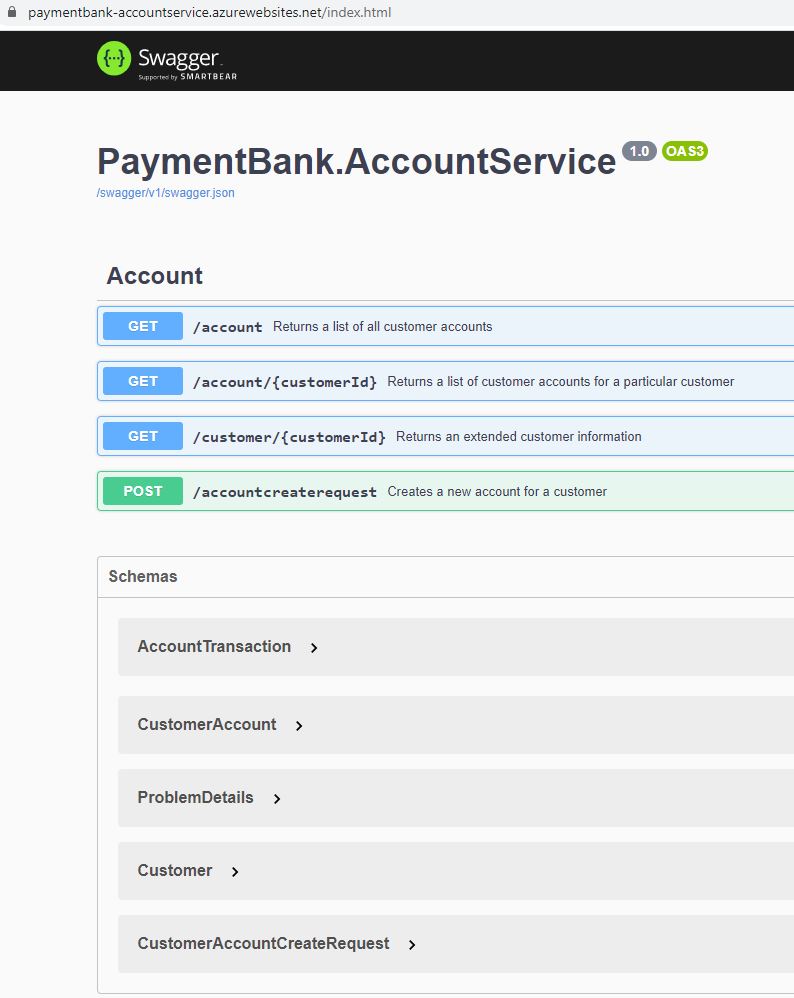 paymentbank-accountservice.azurewebsites.net/index.html
{···} Swagger.
Supported by SMARTBEAR
PaymentBank.AccountService 1.0 OAS3
/swagger/v1/swagger.json
Account
GET /account Returns a list of all customer accounts
GET /account/{customerId} Returns a list of customer accounts for a particular customer
GET /customer/{customerId} Returns an extended customer information
POST /accountcreaterequest Creates a new account for a customer
Schemas
AccountTransaction
CustomerAccount
ProblemDetails
Customer
CustomerAccountCreateRequest